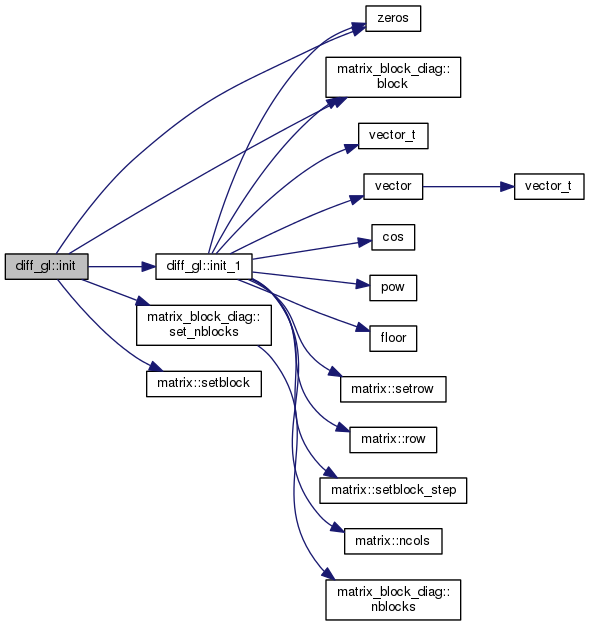 zeros
matrix_block_diag::
block
vector_t
vector
vector_t
cos
diff_gl::init
diff_gl::init_1
pow
matrix_block_diag::
set_nblocks
floor
matrix::setblock
matrix::setrow
matrix::row
matrix::setblock_step
matrix::ncols
matrix_block_diag::
nblocks